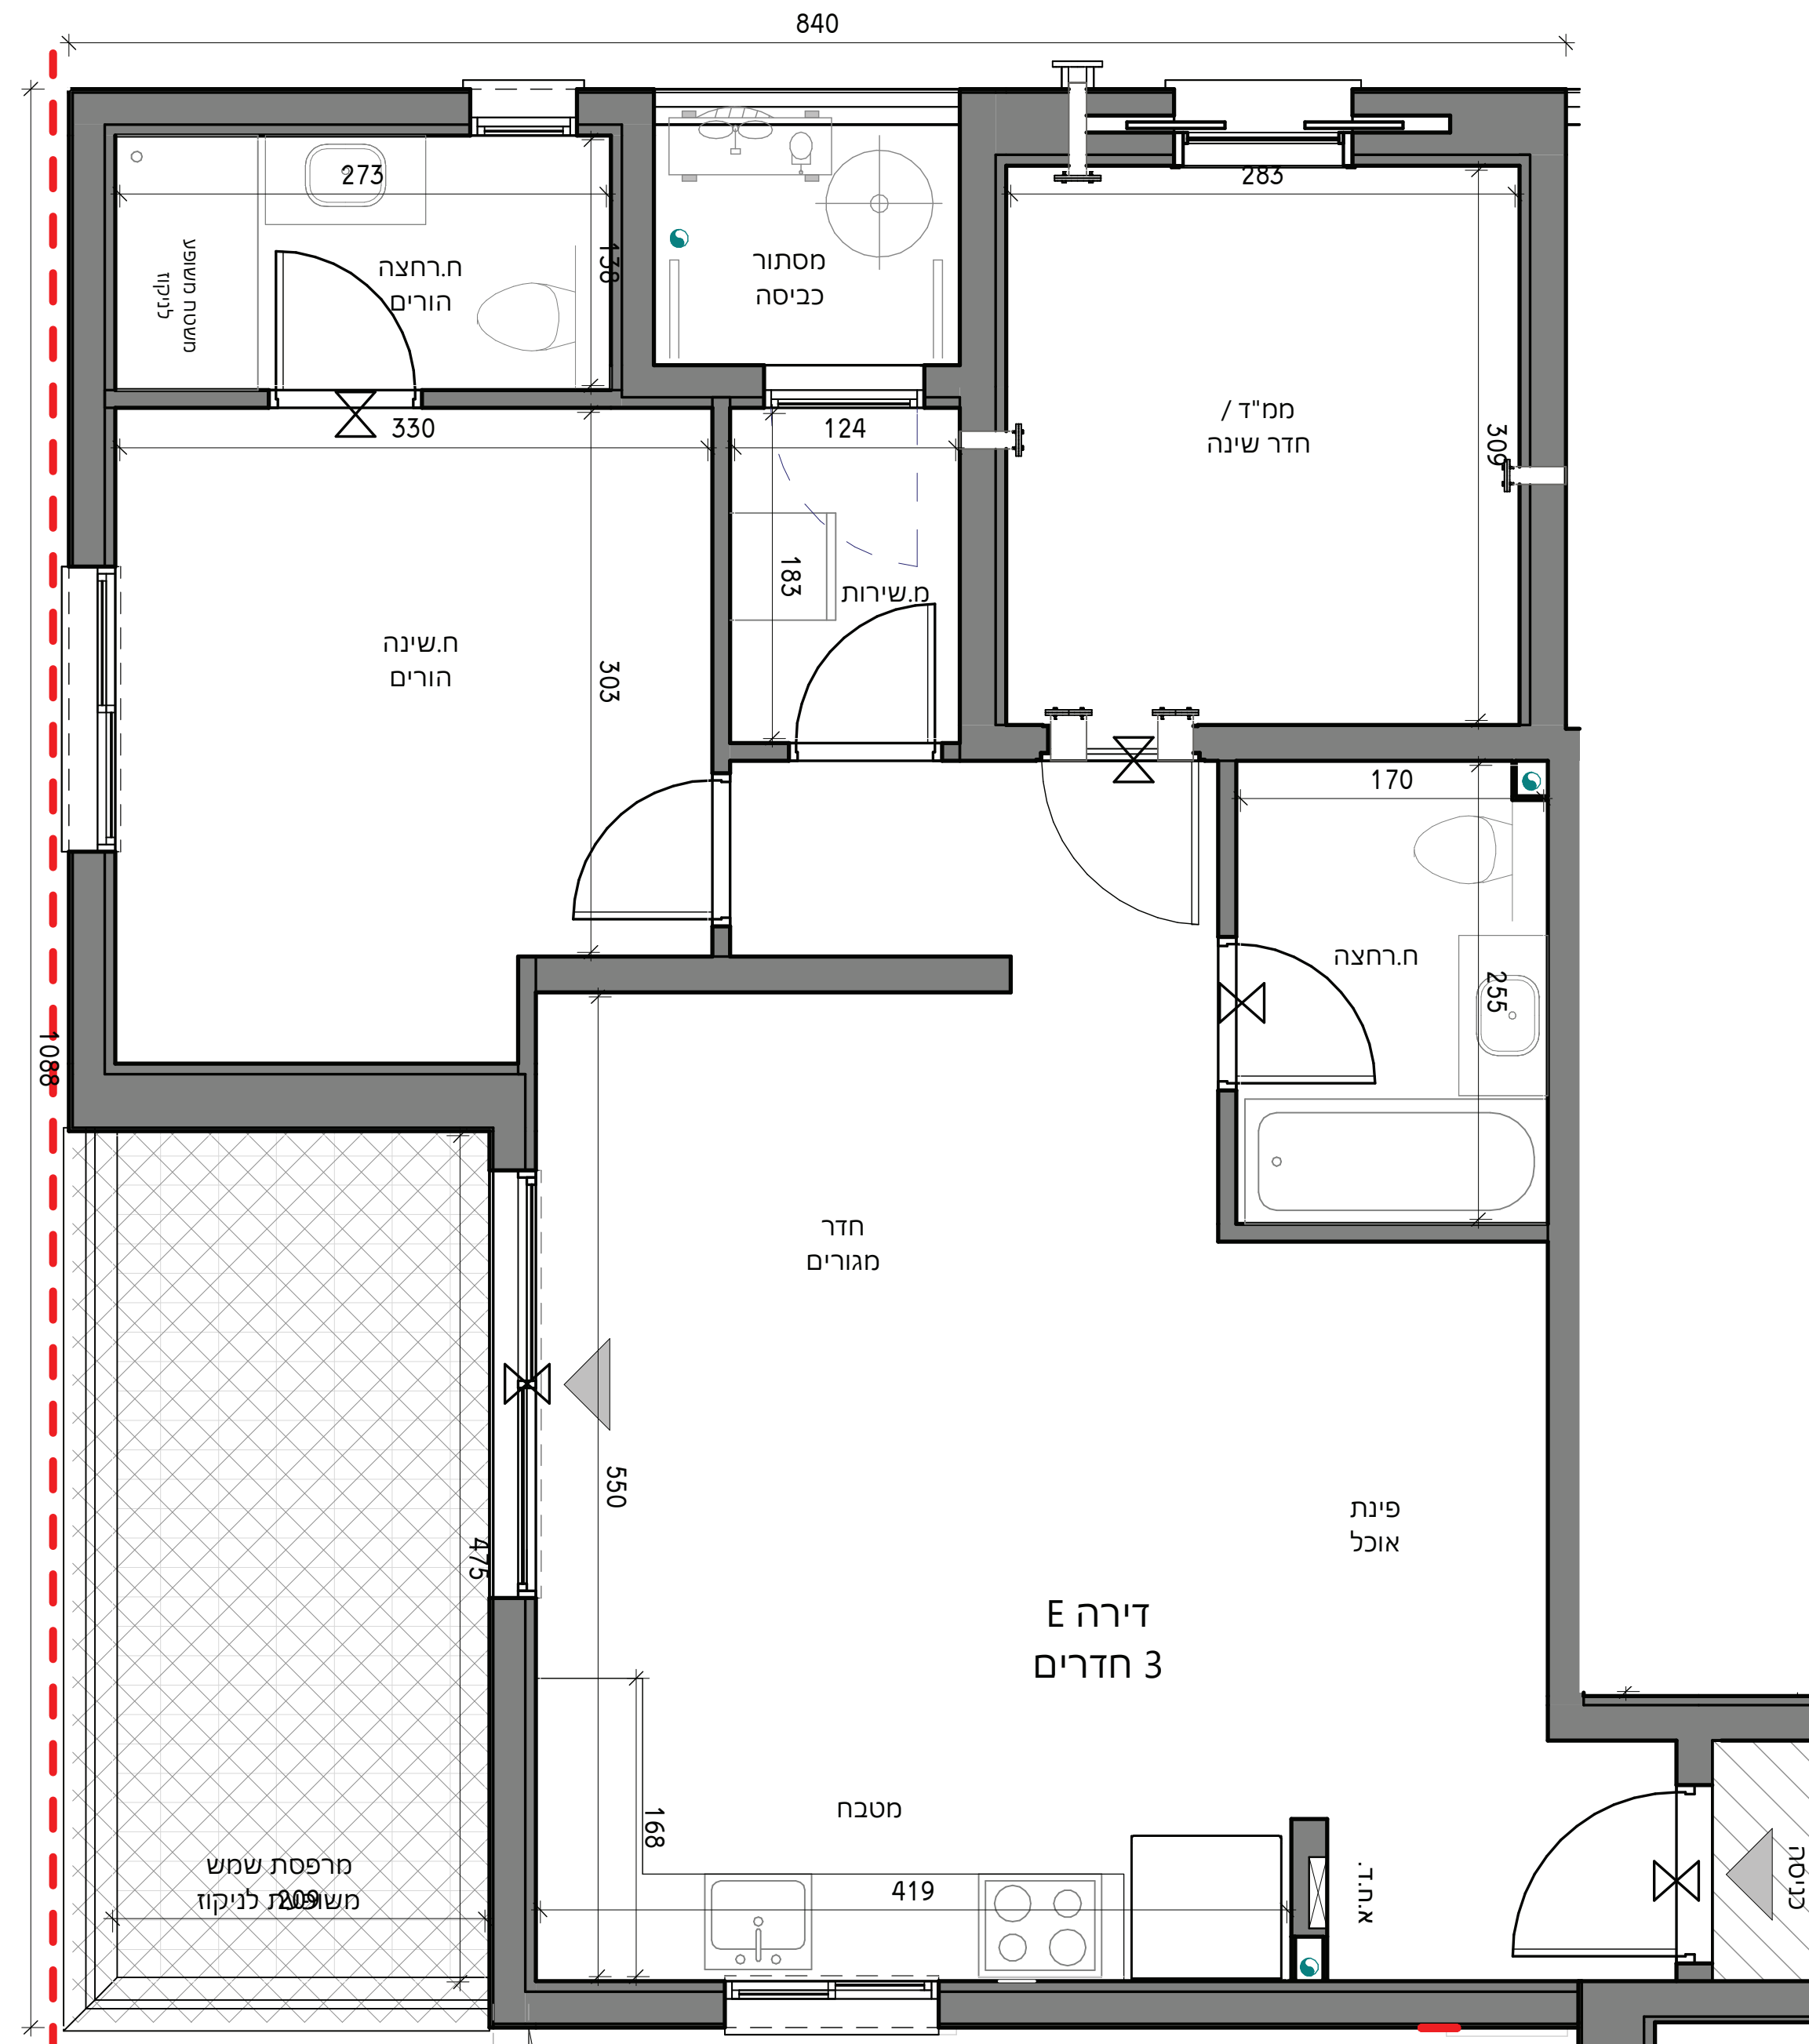 840
273
283
138
ח.רחצה
הורים
משטח משופע
לניקוז
מסתור
כביסה
ממ"ד /
חדר שינה
309
330
124
183
מ.שירות
ח.שינה
הורים
303
170
ח.רחצה
255
1088
חדר
מגורים
550
475
פינת
אוכל
דירה E
3 חדרים
מטבח
168
419
א.ח.ד.
כניסה
מרפסת שמש
משופעת לניקוז
209